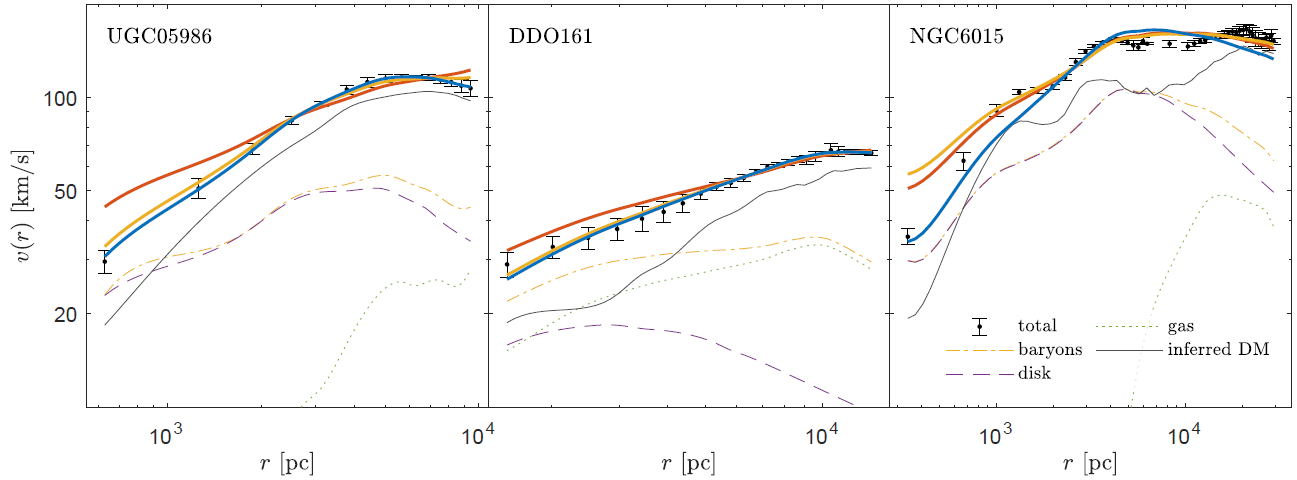 UGC05986
DDO161
NGC6015
100
50
20
v(r) [km/s]
total
gas
baryons
inferred DM
disk
10³
10⁴
10⁴
10³
10⁴
r [pc]
r [pc]
r [pc]